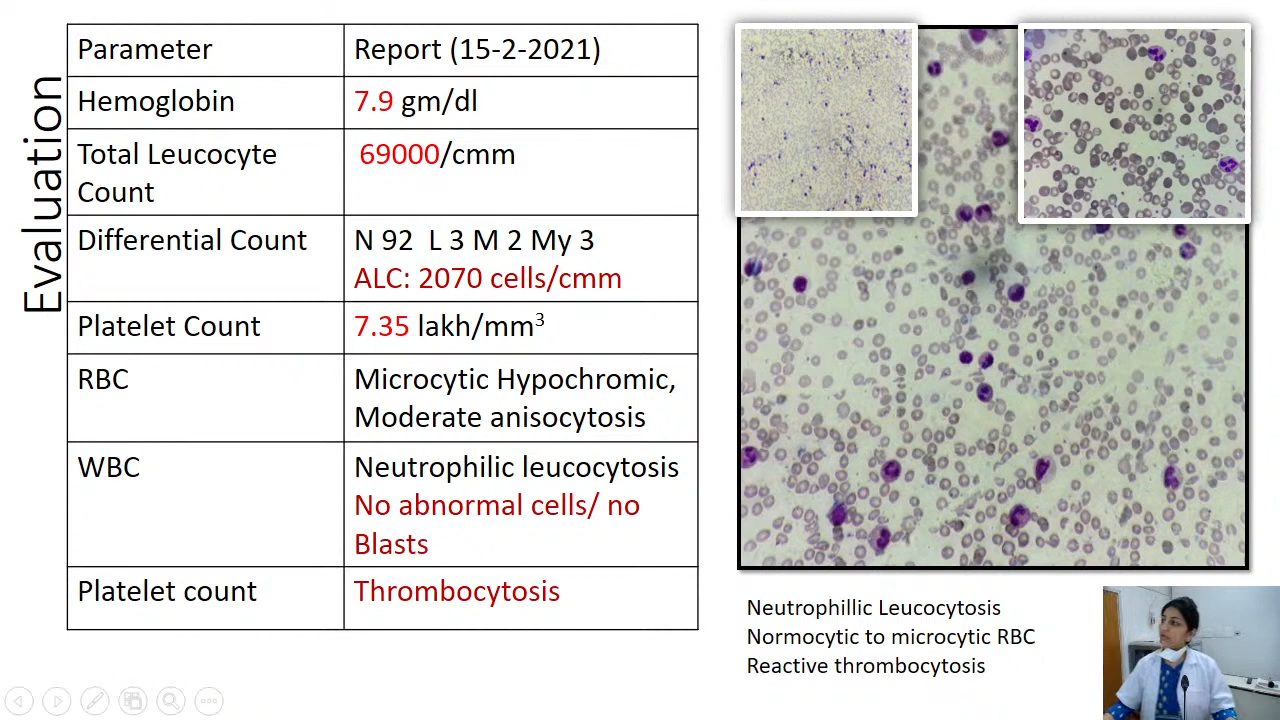 Evaluation
Parameter
Report (15-2-2021)
Hemoglobin
7.9 gm/dl
Total Leucocyte
Count
69000/cmm
Differential Count
N 92 L 3 M 2 My 3
ALC: 2070 cells/cmm
Platelet Count
7.35 lakh/mm³
RBC
Microcytic Hypochromic,
Moderate anisocytosis
WBC
Neutrophilic leucocytosis
No abnormal cells/ no
Blasts
Platelet count
Thrombocytosis
Neutrophillic Leucocytosis
Normocytic to microcytic RBC
Reactive thrombocytosis